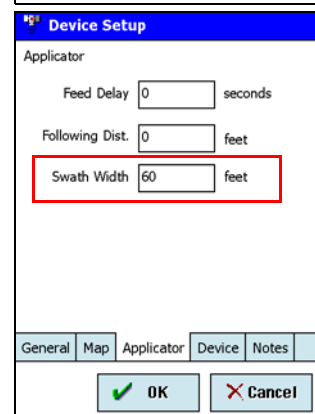 Device Setup
Applicator
Feed Delay 0 seconds
Following Dist. 0 feet
Swath Width 60 feet
General Map Applicator Device Notes
OK Cancel